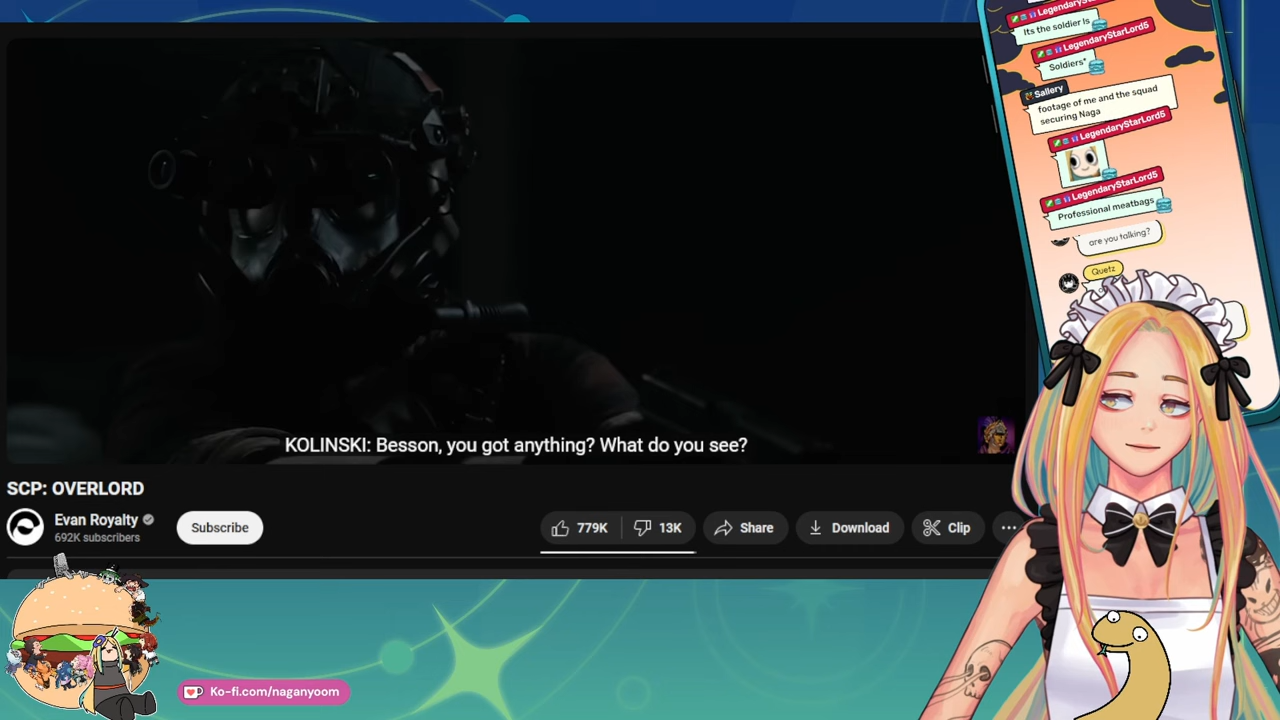 LegendaryStarLord5
Its the soldier ls
LegendaryStarLord5
Soldiers*
Sallery
footage of me and the squad
securing Naga
LegendaryStarLord5
LegendaryStarLord5
Professional meatbags
are you talking?
Quetz
KOLINSKI: Besson, you got anything? What do you see?
SCP: OVERLORD
Evan Royalty
692K subscribers
Subscribe
779K
13K
Share
Download
Clip
Ko-fi.com/naganyoom